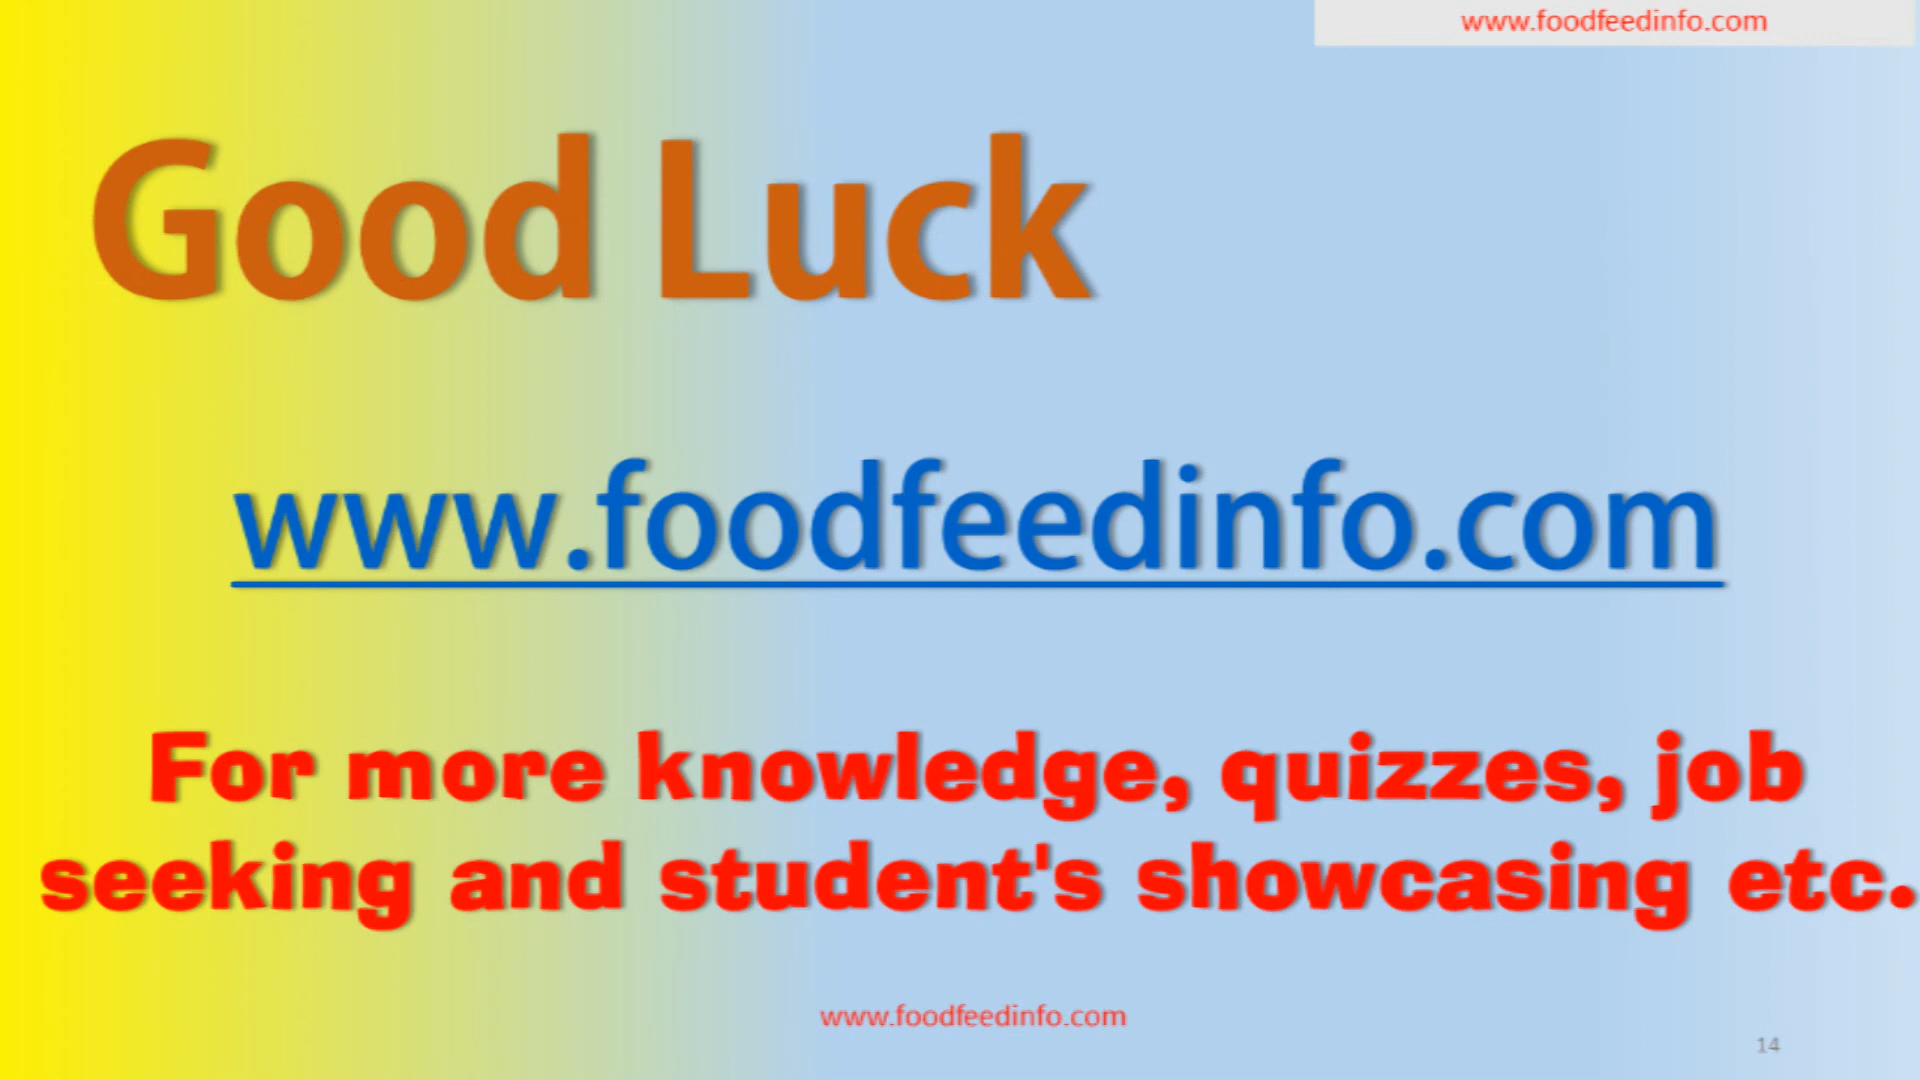 www.foodfeedinfo.com
Good Luck
www.foodfeedinfo.com
For more knowledge, quizzes, job
seeking and student's showcasing etc.
www.foodfeedinfo.com
14